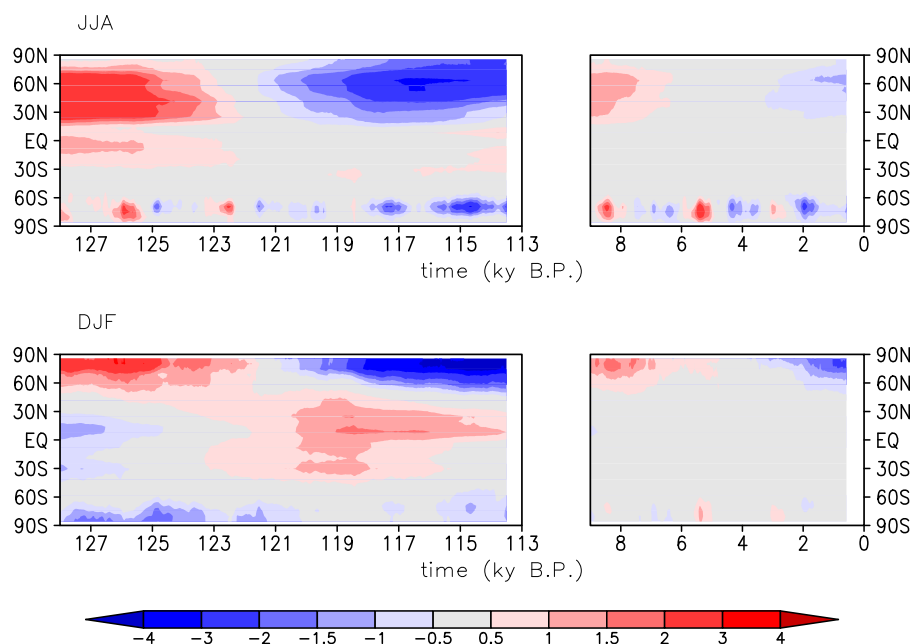 JJA
90N 90N
60N 60N
30N 30N
EQ EQ
30S 30S
60S 60S
90S 90S
127 125 123 121 119 117 115 113 8 6 4 2 0
time (ky B.P.)
DJF
90N 90N
60N 60N
30N 30N
EQ EQ
30S 30S
60S 60S
90S 90S
127 125 123 121 119 117 115 113 8 6 4 2 0
time (ky B.P.)
-4 -3 -2 -1.5 -1 -0.5 0.5 1 1.5 2 3 4